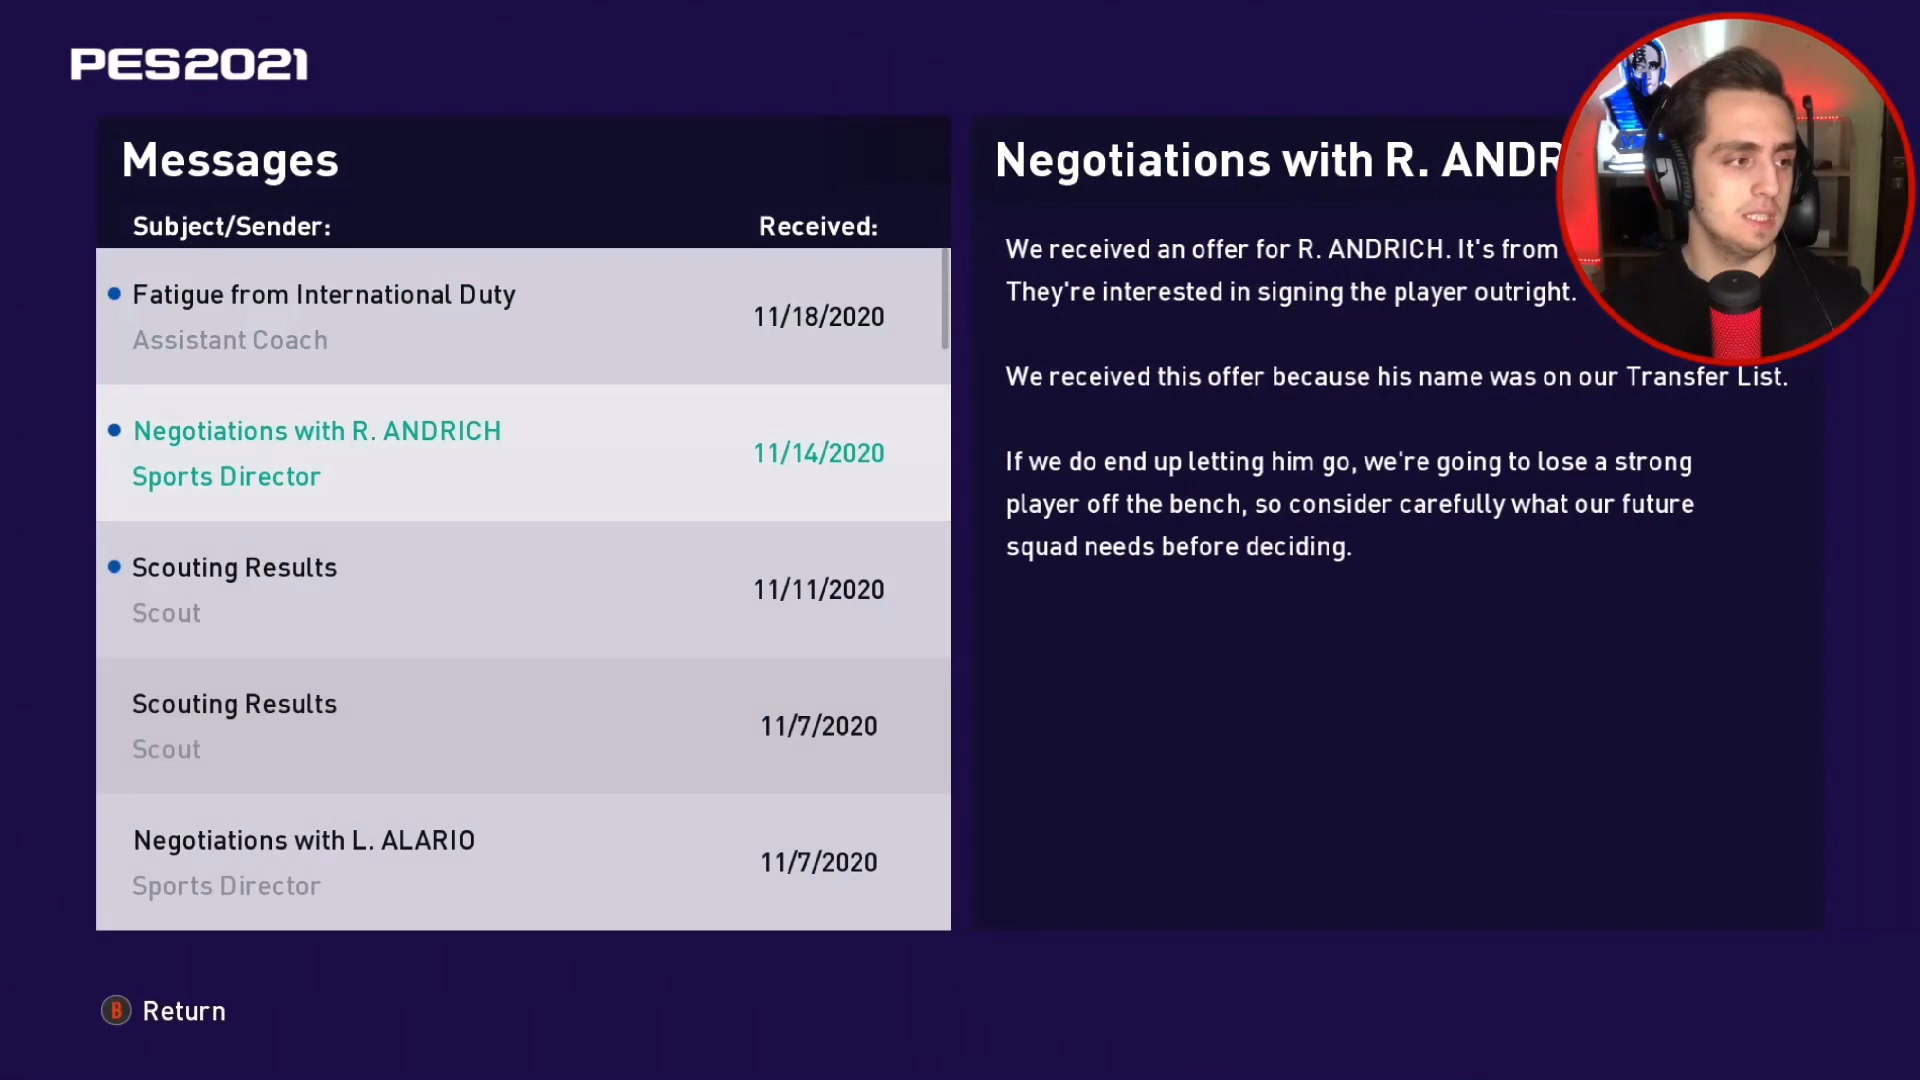 PES2021
Messages
Subject/Sender:
Received:
Fatigue from International Duty
Assistant Coach
11/18/2020
Negotiations with R. ANDRICH
Sports Director
11/14/2020
Scouting Results
Scout
11/11/2020
Scouting Results
Scout
11/7/2020
Negotiations with L. ALARIO
Sports Director
11/7/2020
Negotiations with R. ANDR
We received an offer for R. ANDRICH. It's from
They're interested in signing the player outright.
We received this offer because his name was on our Transfer List.
If we do end up letting him go, we're going to lose a strong
player off the bench, so consider carefully what our future
squad needs before deciding.
B Return